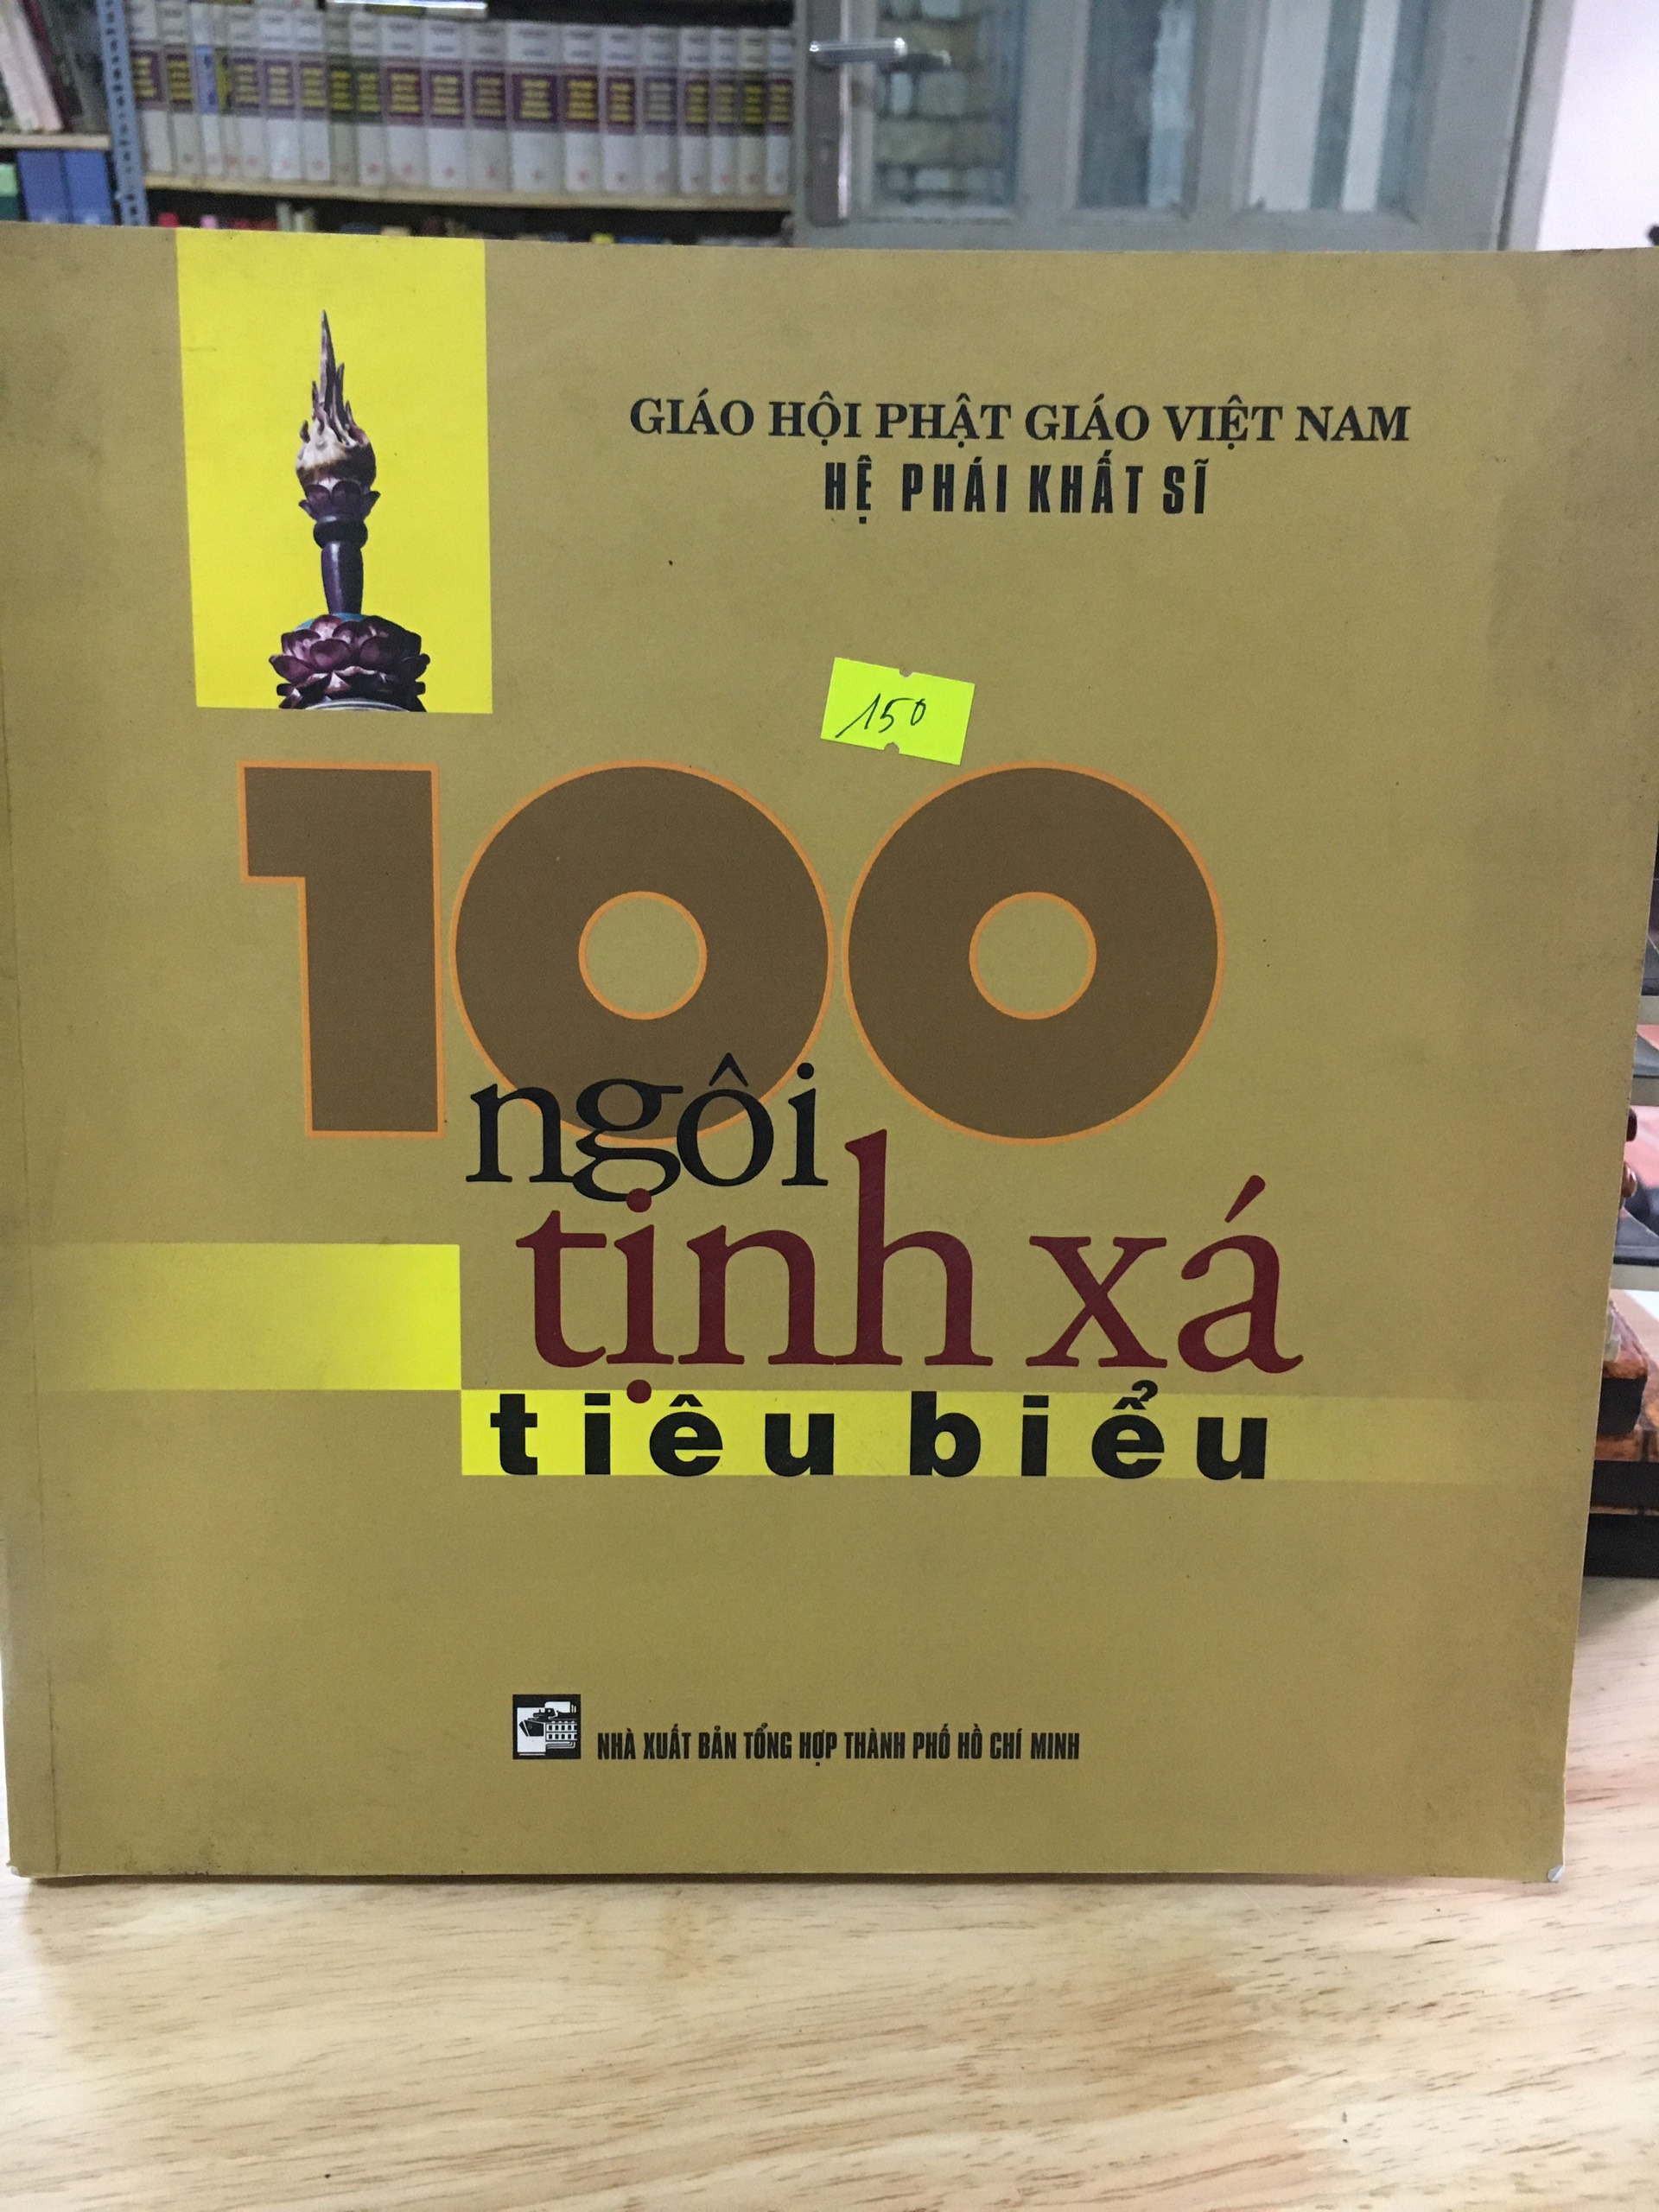 GIÁO HỘI PHẬT GIÁO VIỆT NAM
HỆ PHÁI KHẤT SĨ
150
100
ngôi
tịnh xá
tiêu biểu
NHÀ XUẤT BẢN TỔNG HỢP THÀNH PHỐ HỒ CHÍ MINH